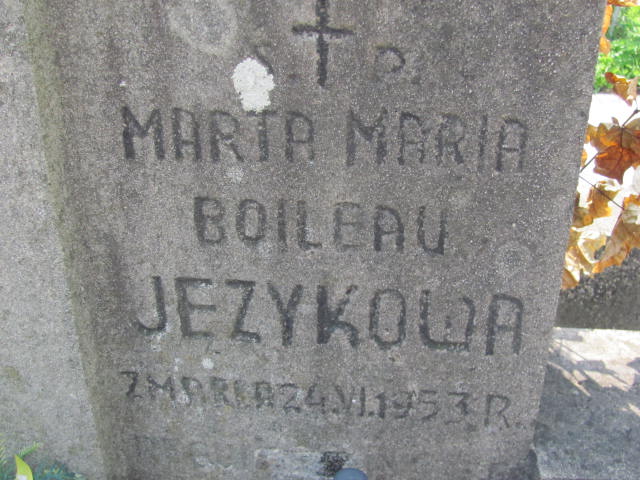 Ś. P.
MARTA MARIA
BOILEAU
JĘZYKOWA
ZMARŁA 24.VI.1953.R.